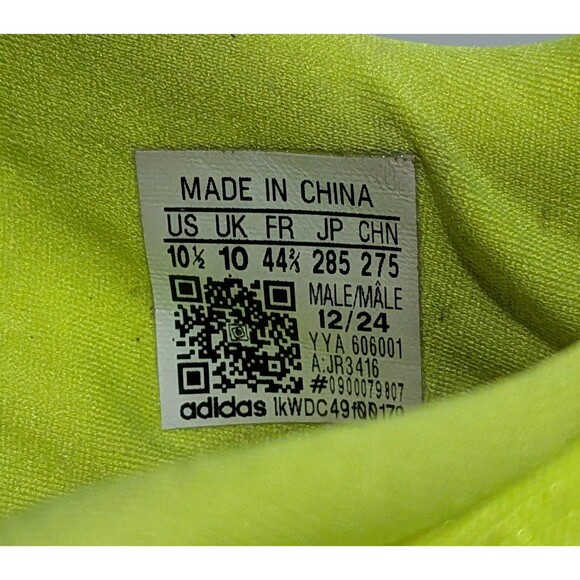 MADE IN CHINA
US UK FR JP CHN
10½ 10 44⅔ 285 275
MALE/MÂLE
12/24
YYA 606001
A:JR3416
#0900079807
adidas